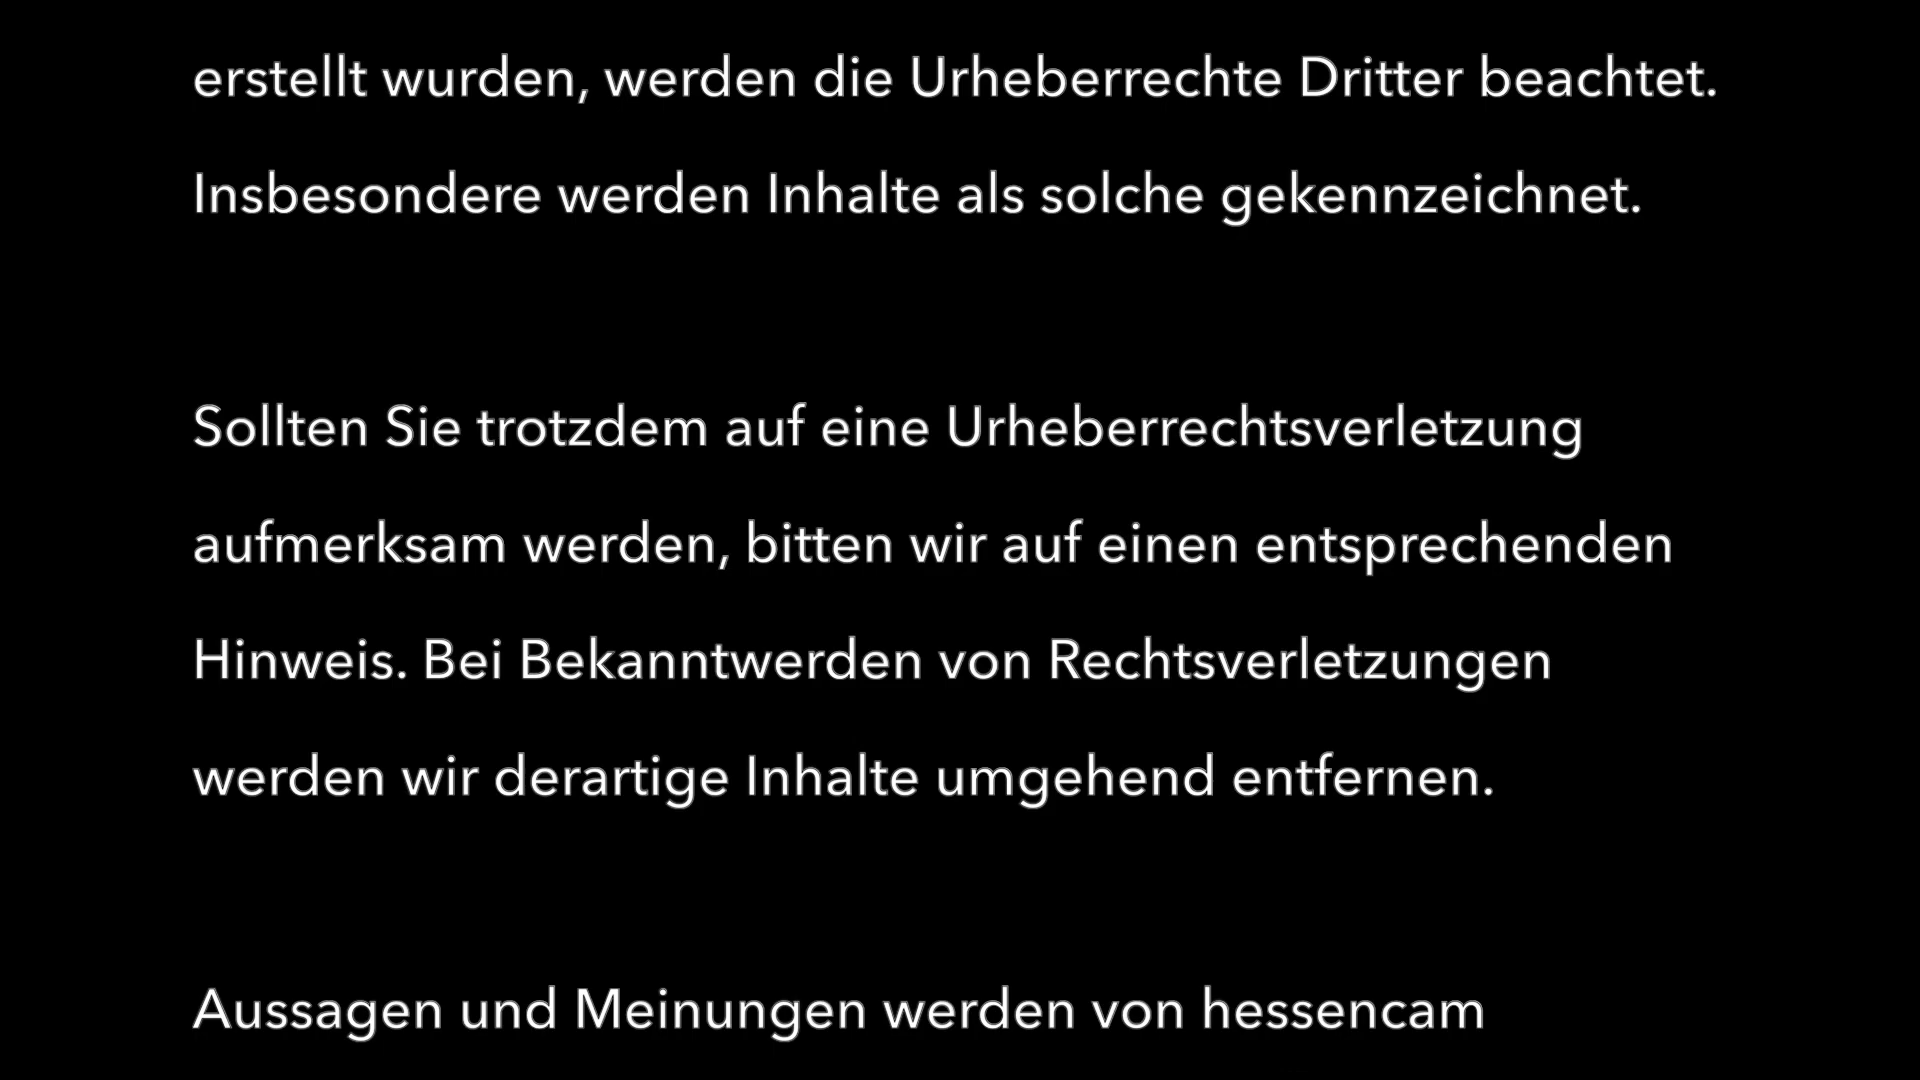 erstellt wurden, werden die Urheberrechte Dritter beachtet.
Insbesondere werden Inhalte als solche gekennzeichnet.
Sollten Sie trotzdem auf eine Urheberrechtsverletzung
aufmerksam werden, bitten wir auf einen entsprechenden
Hinweis. Bei Bekanntwerden von Rechtsverletzungen
werden wir derartige Inhalte umgehend entfernen.
Aussagen und Meinungen werden von hessencam